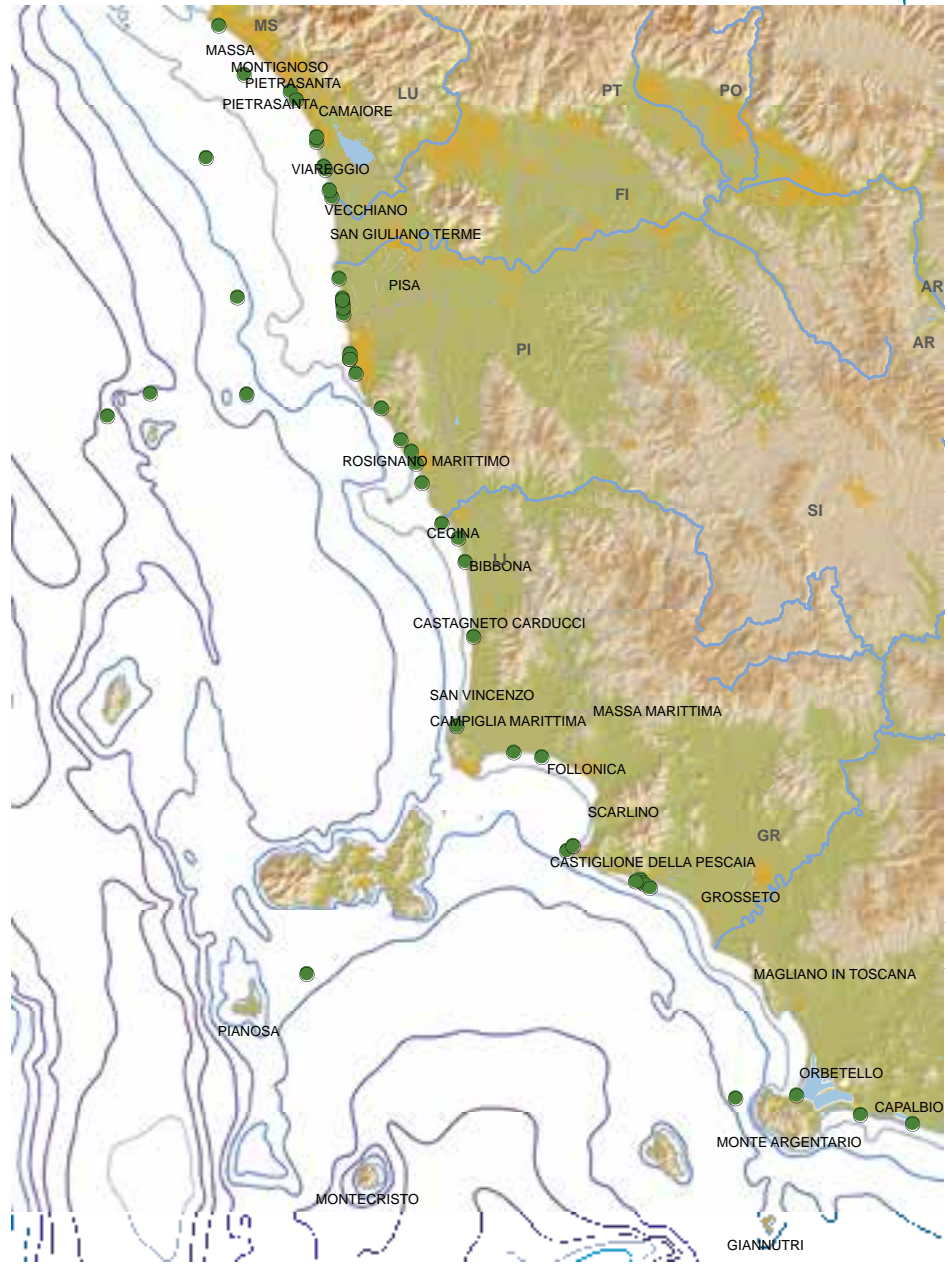 MS
MASSA
MONTIGNOSO
PIETRASANTA
LU
PT
PO
PIETRASANTA
CAMAIORE
VIAREGGIO
FI
VECCHIANO
SAN GIULIANO TERME
PISA
AR
AR
PI
ROSIGNANO MARITTIMO
SI
CECINA
LI
BIBBONA
CASTAGNETO CARDUCCI
SAN VINCENZO
MASSA MARITTIMA
CAMPIGLIA MARITTIMA
FOLLONICA
SCARLINO
GR
CASTIGLIONE DELLA PESCAIA
GROSSETO
MAGLIANO IN TOSCANA
PIANOSA
ORBETELLO
CAPALBIO
MONTE ARGENTARIO
MONTECRISTO
GIANNUTRI